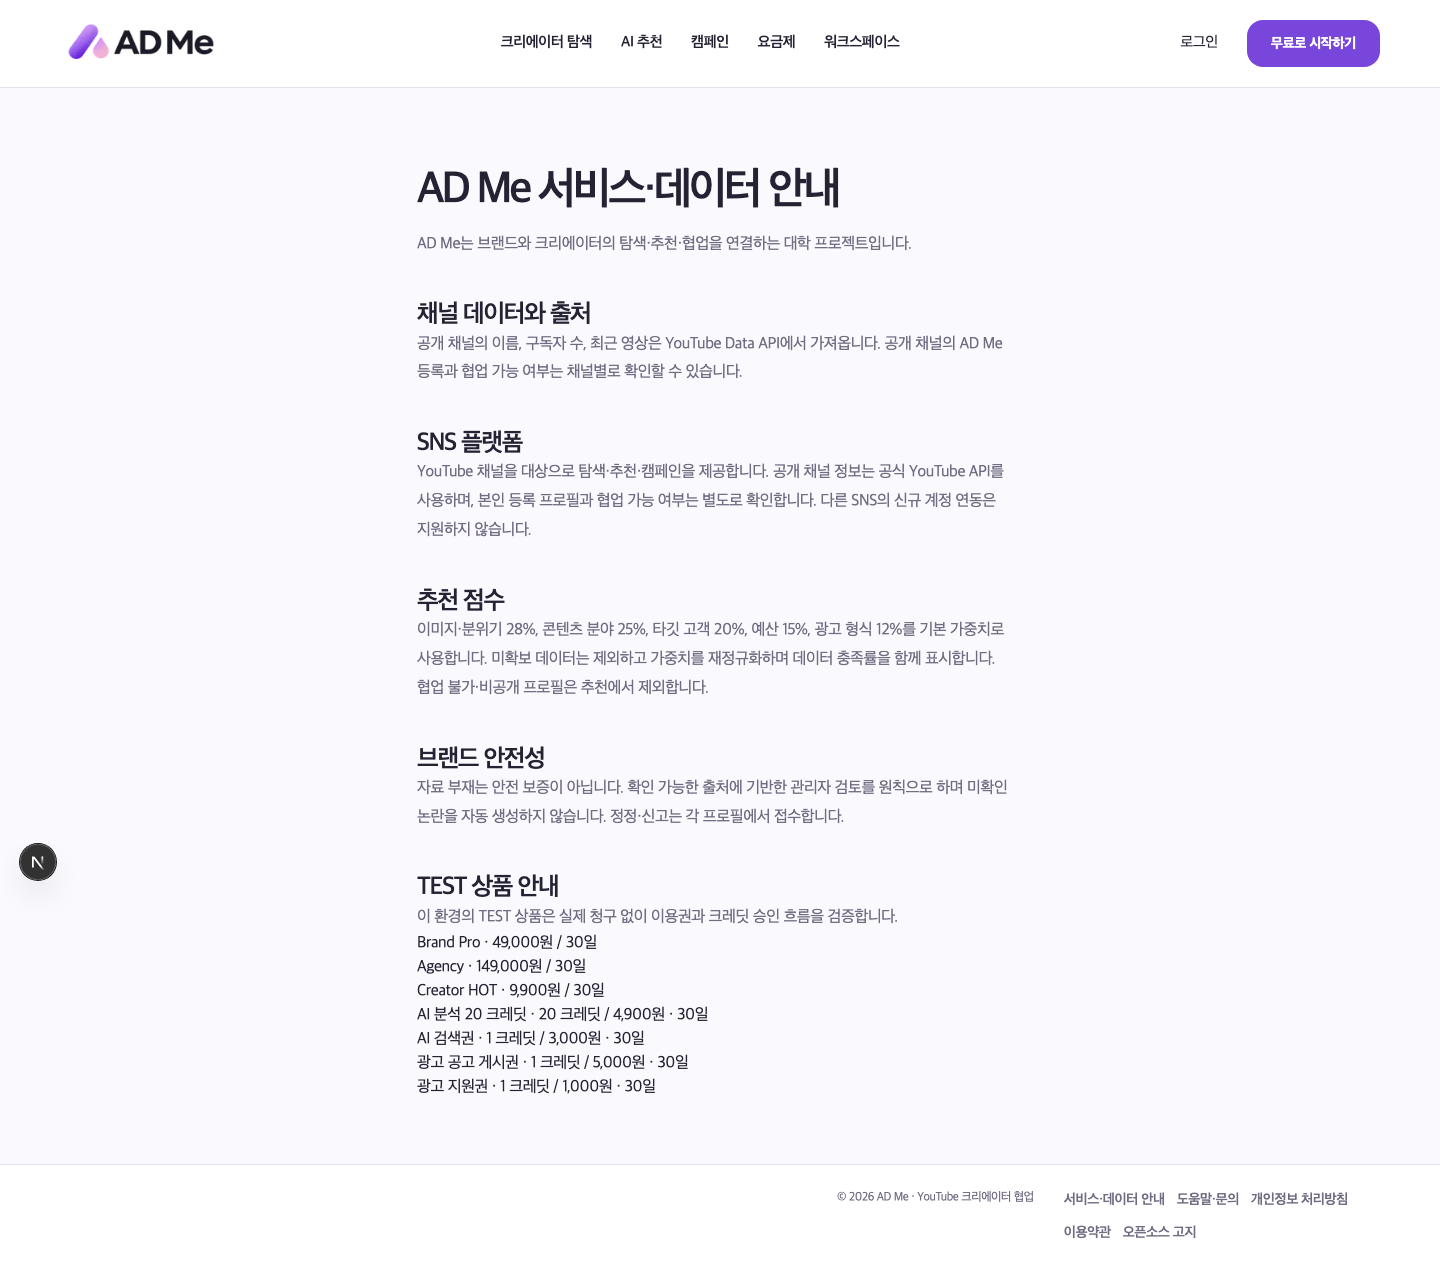 AD Me
크리에이터 탐색 AI 추천 캠페인 요금제 워크스페이스
로그인 무료로 시작하기
AD Me 서비스·데이터 안내
AD Me는 브랜드와 크리에이터의 탐색·추천·협업을 연결하는 대학 프로젝트입니다.
채널 데이터와 출처
공개 채널의 이름, 구독자 수, 최근 영상은 YouTube Data API에서 가져옵니다. 공개 채널의 AD Me
등록과 협업 가능 여부는 채널별로 확인할 수 있습니다.
SNS 플랫폼
YouTube 채널을 대상으로 탐색·추천·캠페인을 제공합니다. 공개 채널 정보는 공식 YouTube API를
사용하며, 본인 등록 프로필과 협업 가능 여부는 별도로 확인합니다. 다른 SNS의 신규 계정 연동은
지원하지 않습니다.
추천 점수
이미지·분위기 28%, 콘텐츠 분야 25%, 타깃 고객 20%, 예산 15%, 광고 형식 12%를 기본 가중치로
사용합니다. 미확보 데이터는 제외하고 가중치를 재정규화하며 데이터 충족률을 함께 표시합니다.
협업 불가·비공개 프로필은 추천에서 제외합니다.
브랜드 안전성
자료 부재는 안전 보증이 아닙니다. 확인 가능한 출처에 기반한 관리자 검토를 원칙으로 하며 미확인
논란을 자동 생성하지 않습니다. 정정·신고는 각 프로필에서 접수합니다.
N
TEST 상품 안내
이 환경의 TEST 상품은 실제 청구 없이 이용권과 크레딧 승인 흐름을 검증합니다.
Brand Pro · 49,000원 / 30일
Agency · 149,000원 / 30일
Creator HOT · 9,900원 / 30일
AI 분석 20 크레딧 · 20 크레딧 / 4,900원 · 30일
AI 검색권 · 1 크레딧 / 3,000원 · 30일
광고 공고 게시권 · 1 크레딧 / 5,000원 · 30일
광고 지원권 · 1 크레딧 / 1,000원 · 30일
© 2026 AD Me · YouTube 크리에이터 협업
서비스·데이터 안내 도움말·문의 개인정보 처리방침
이용약관 오픈소스 고지